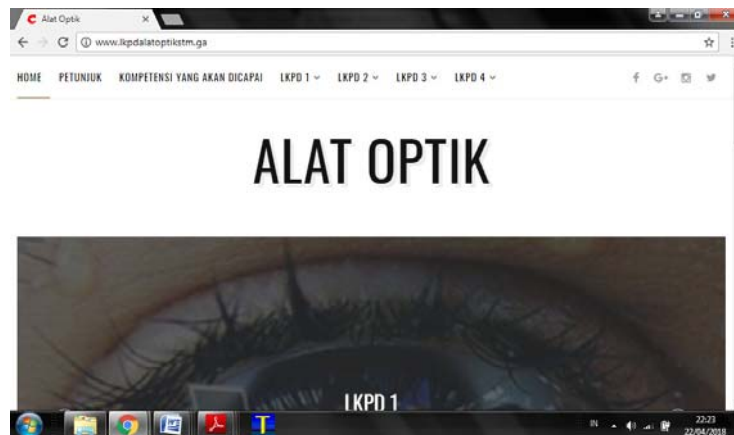 Alat Optik
www.lkpdalatoptikstm.ga
HOME PETUNJUK KOMPETENSI YANG AKAN DICAPAI LKPD 1 LKPD 2 LKPD 3 LKPD 4
ALAT OPTIK
LKPD 1
IN 22:23
22/04/2018